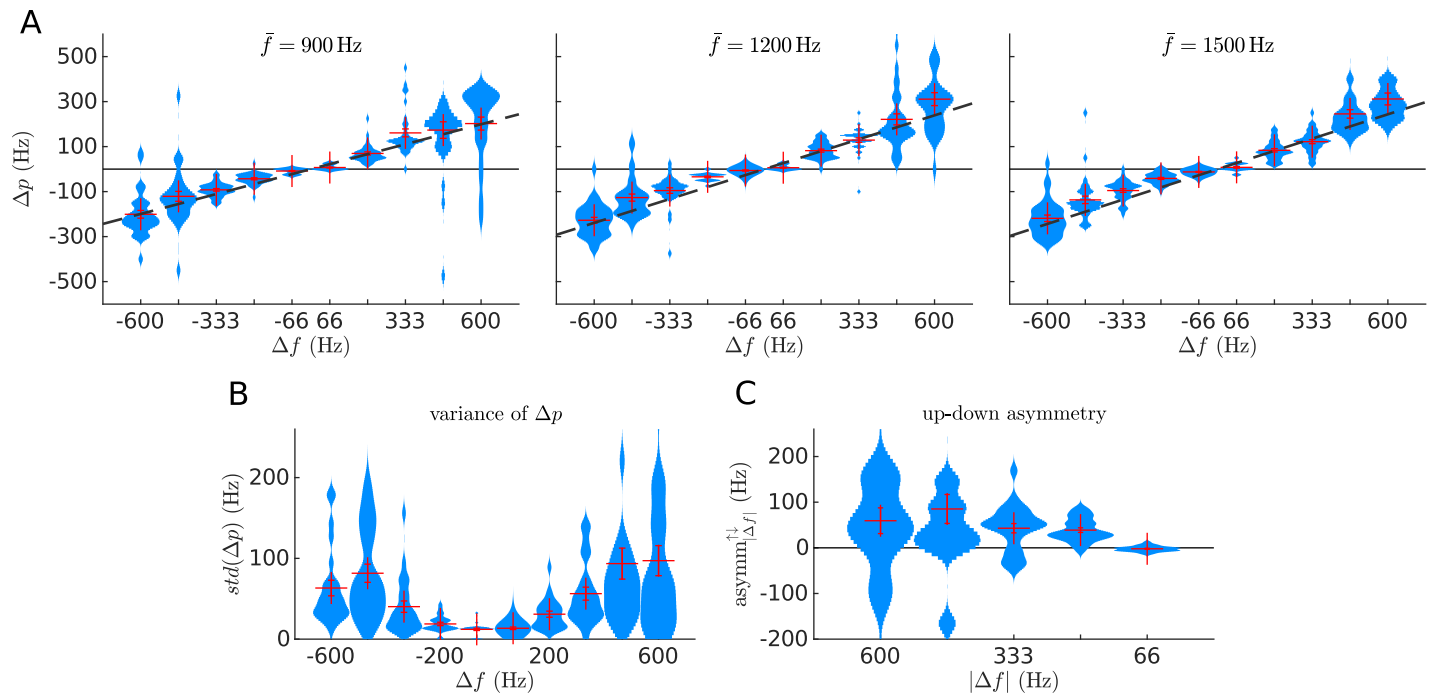 A
f̄ = 900 Hz
f̄ = 1200 Hz
f̄ = 1500 Hz
Δp (Hz)
500
300
100
-100
-300
-500
-600 -333 -66 66 333 600
-600 -333 -66 66 333 600
-600 -333 -66 66 333 600
Δf (Hz)
Δf (Hz)
Δf (Hz)
B
variance of Δp
std(Δp) (Hz)
200
100
0
-600 -200 200 600
Δf (Hz)
C
up-down asymmetry
asymm↑↓|Δf| (Hz)
200
100
0
-100
-200
600 333 66
|Δf| (Hz)